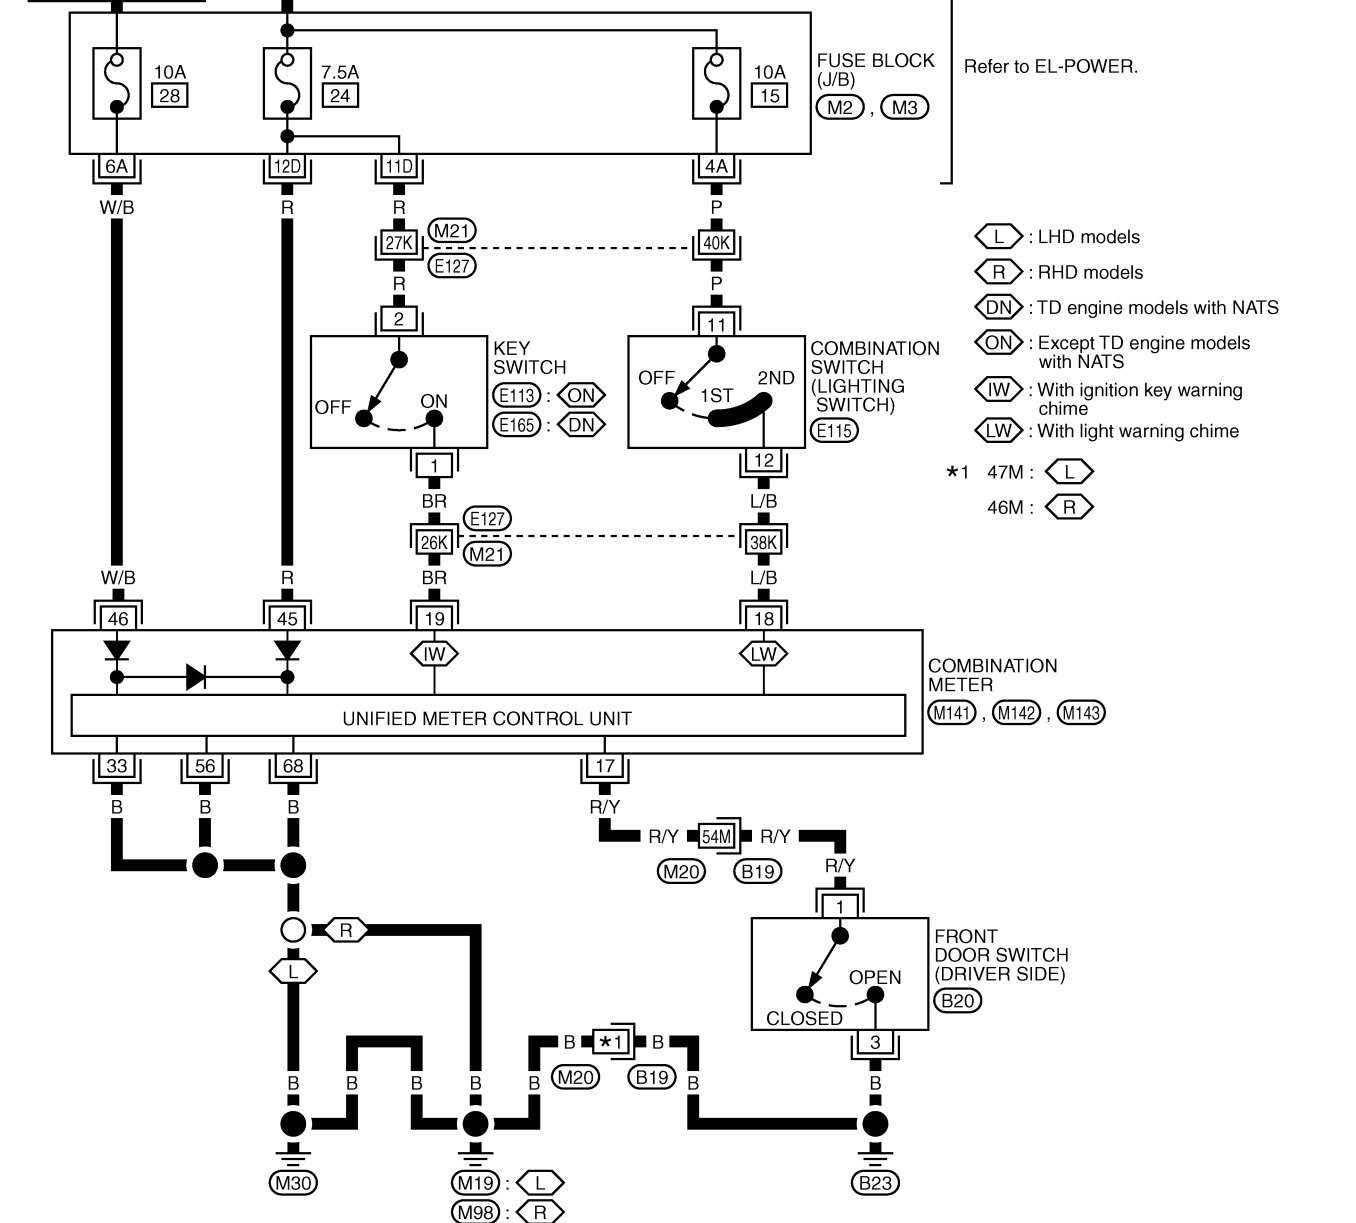 10A
28
7.5A
24
10A
15
FUSE BLOCK
(J/B)
M2 , M3
Refer to EL-POWER.
6A
12D
11D
4A
W/B
R
R
P
27K
M21
E127
40K
R
P
L : LHD models
R : RHD models
DN : TD engine models with NATS
ON : Except TD engine models
with NATS
IW : With ignition key warning
chime
LW : With light warning chime
*1 47M : L
46M : R
2
11
KEY
SWITCH
E113 : ON
E165 : DN
OFF
ON
COMBINATION
SWITCH
(LIGHTING
SWITCH)
E115
OFF
1ST
2ND
1
12
BR
L/B
26K
E127
M21
38K
W/B
R
BR
L/B
46
45
19
18
IW
LW
COMBINATION
METER
M141 , M142 , M143
UNIFIED METER CONTROL UNIT
33
56
68
17
B
B
B
R/Y
R/Y
54M
R/Y
M20
B19
R/Y
1
R
L
FRONT
DOOR SWITCH
(DRIVER SIDE)
B20
OPEN
CLOSED
3
B
*1
B
M20
B19
B
B
B
B
B
B
B
M30
M19 : L
M98 : R
B23